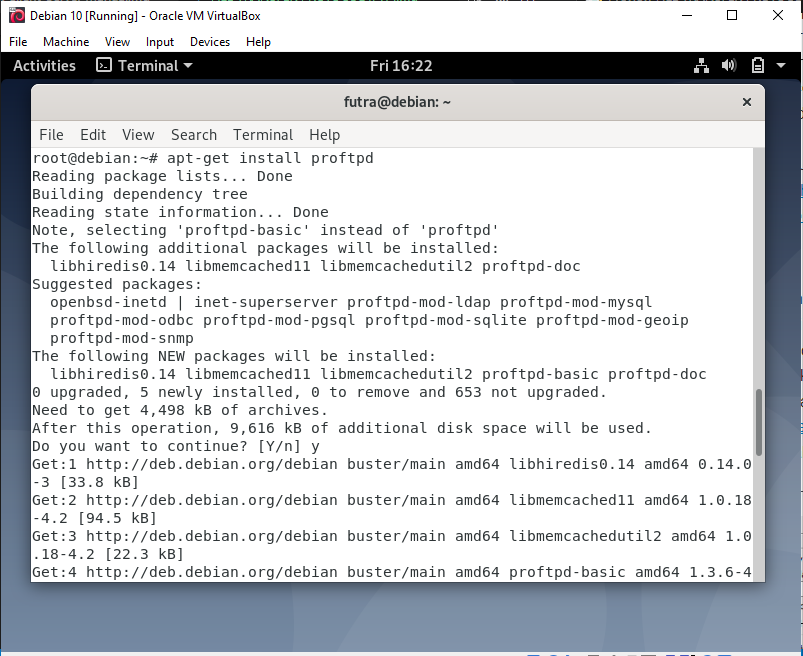 Debian 10 [Running] - Oracle VM VirtualBox
File Machine View Input Devices Help
Activities Terminal Fri 16:22
futra@debian: ~
File Edit View Search Terminal Help
root@debian:~# apt-get install proftpd
Reading package lists... Done
Building dependency tree
Reading state information... Done
Note, selecting 'proftpd-basic' instead of 'proftpd'
The following additional packages will be installed:
  libhiredis0.14 libmemcached11 libmemcachedutil2 proftpd-doc
Suggested packages:
  openbsd-inetd | inet-superserver proftpd-mod-ldap proftpd-mod-mysql
  proftpd-mod-odbc proftpd-mod-pgsql proftpd-mod-sqlite proftpd-mod-geoip
  proftpd-mod-snmp
The following NEW packages will be installed:
  libhiredis0.14 libmemcached11 libmemcachedutil2 proftpd-basic proftpd-doc
0 upgraded, 5 newly installed, 0 to remove and 653 not upgraded.
Need to get 4,498 kB of archives.
After this operation, 9,616 kB of additional disk space will be used.
Do you want to continue? [Y/n] y
Get:1 http://deb.debian.org/debian buster/main amd64 libhiredis0.14 amd64 0.14.0
-3 [33.8 kB]
Get:2 http://deb.debian.org/debian buster/main amd64 libmemcached11 amd64 1.0.18
-4.2 [94.5 kB]
Get:3 http://deb.debian.org/debian buster/main amd64 libmemcachedutil2 amd64 1.0
.18-4.2 [22.3 kB]
Get:4 http://deb.debian.org/debian buster/main amd64 proftpd-basic amd64 1.3.6-4